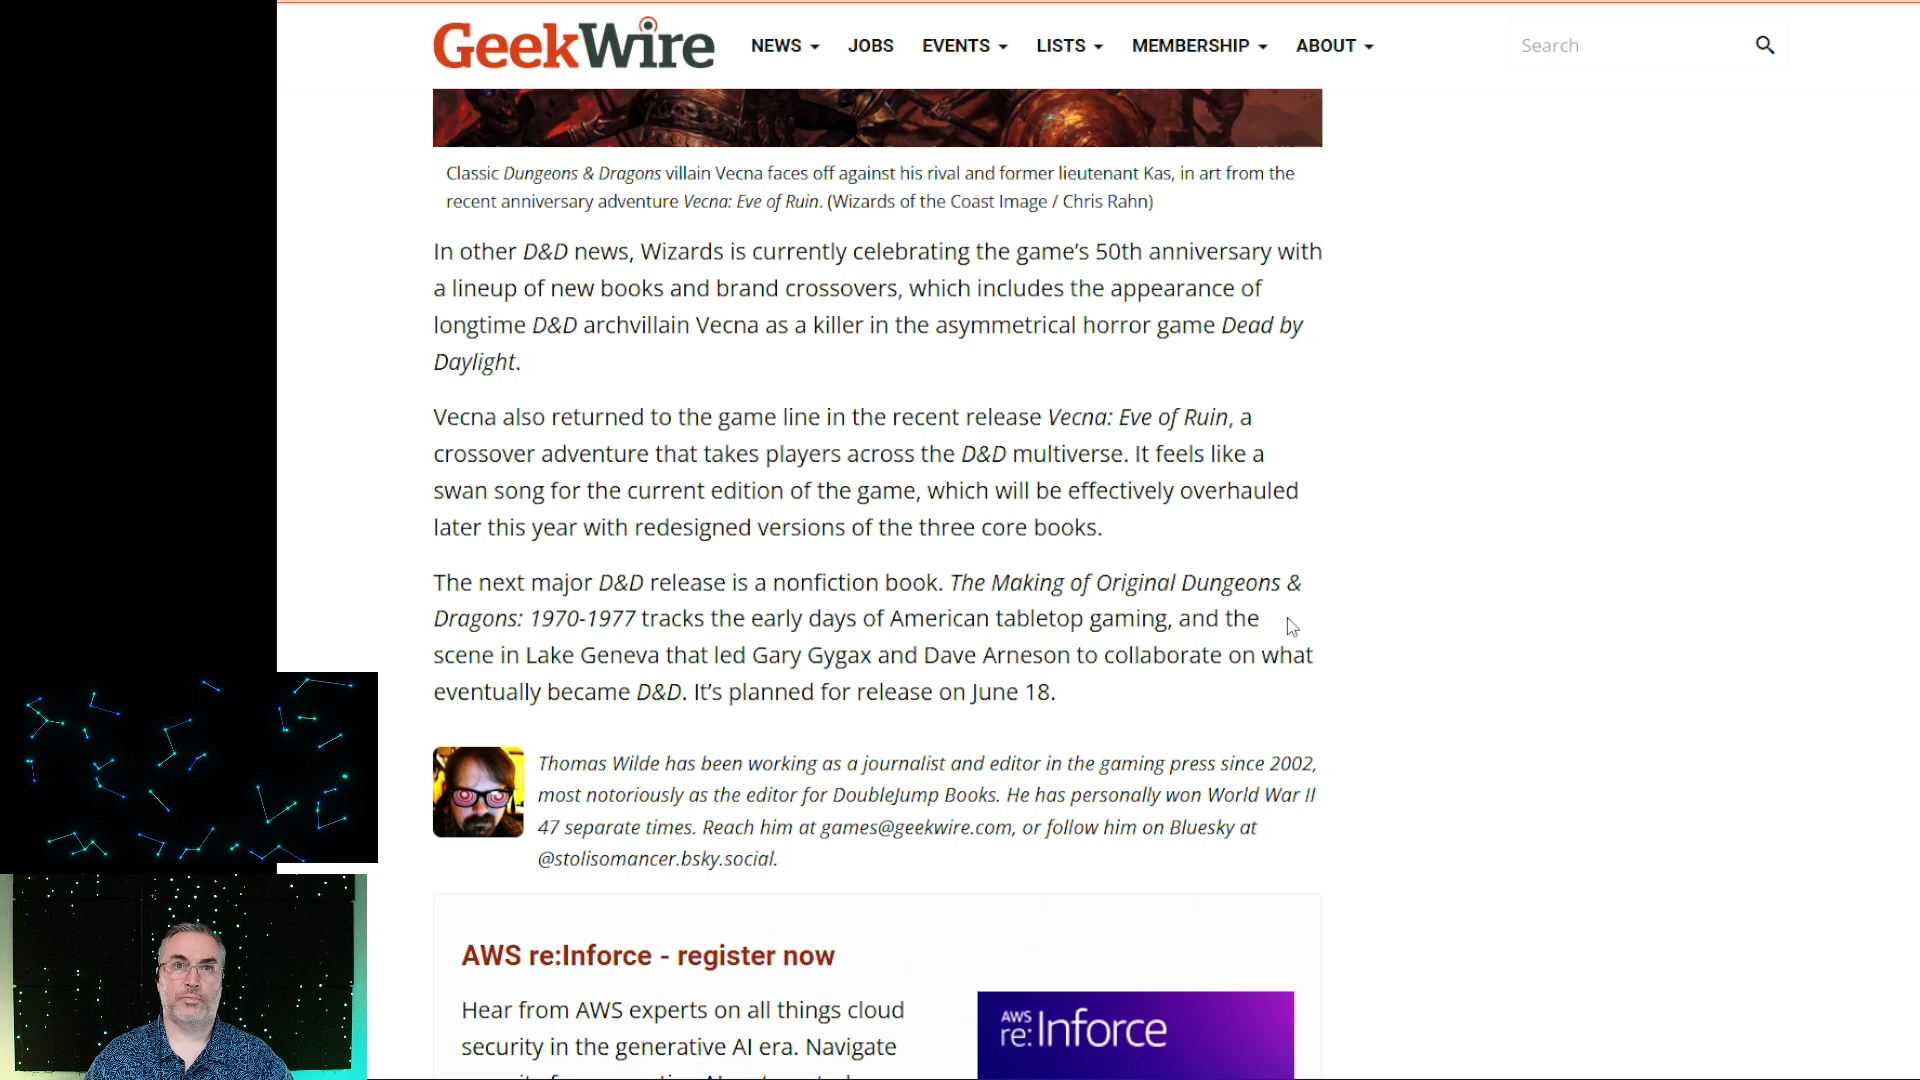 GeekWire
NEWS JOBS EVENTS LISTS MEMBERSHIP ABOUT
Search
Classic Dungeons & Dragons villain Vecna faces off against his rival and former lieutenant Kas, in art from the
recent anniversary adventure Vecna: Eve of Ruin. (Wizards of the Coast Image / Chris Rahn)
In other D&D news, Wizards is currently celebrating the game’s 50th anniversary with
a lineup of new books and brand crossovers, which includes the appearance of
longtime D&D archvillain Vecna as a killer in the asymmetrical horror game Dead by
Daylight.
Vecna also returned to the game line in the recent release Vecna: Eve of Ruin, a
crossover adventure that takes players across the D&D multiverse. It feels like a
swan song for the current edition of the game, which will be effectively overhauled
later this year with redesigned versions of the three core books.
The next major D&D release is a nonfiction book. The Making of Original Dungeons &
Dragons: 1970-1977 tracks the early days of American tabletop gaming, and the
scene in Lake Geneva that led Gary Gygax and Dave Arneson to collaborate on what
eventually became D&D. It’s planned for release on June 18.
Thomas Wilde has been working as a journalist and editor in the gaming press since 2002,
most notoriously as the editor for DoubleJump Books. He has personally won World War II
47 separate times. Reach him at games@geekwire.com, or follow him on Bluesky at
@stolisomancer.bsky.social.
AWS re:Inforce - register now
Hear from AWS experts on all things cloud
security in the generative AI era. Navigate
AWS
re:Inforce